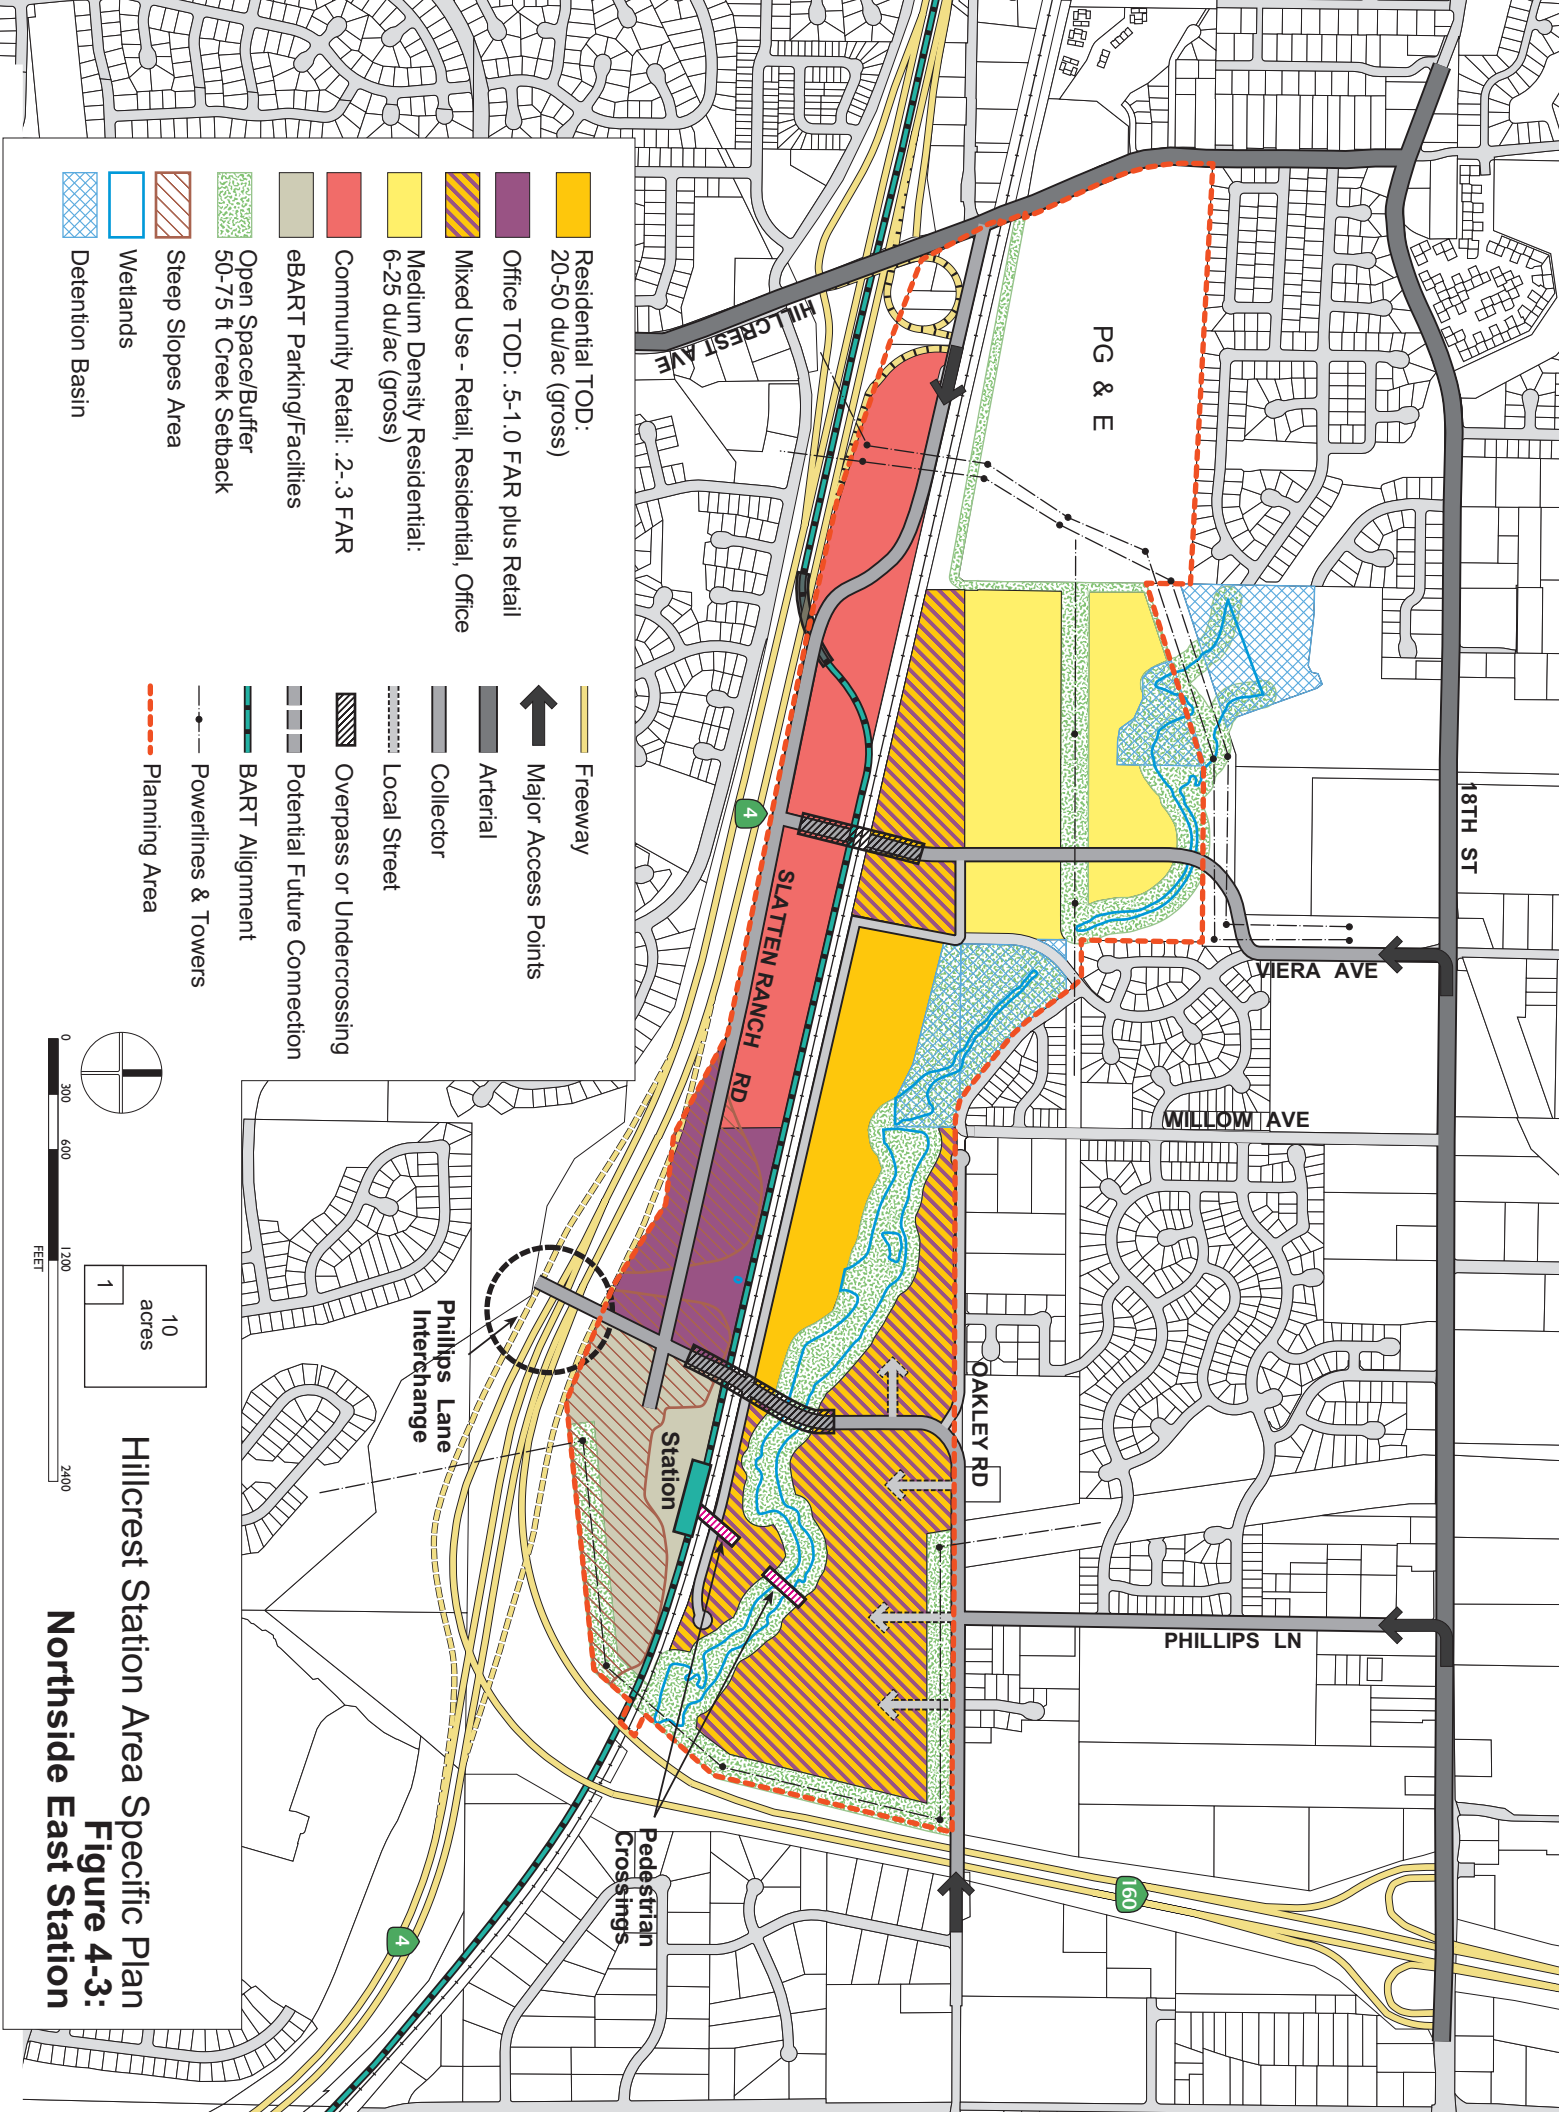 PG & E
HILLCREST AVE
18TH ST
VIERA AVE
WILLOW AVE
OAKLEY RD
PHILLIPS LN
SLATTEN RANCH RD
4
160
4
Station
Phillips Lane
Interchange
Pedestrian
Crossings
Residential TOD:
20-50 du/ac (gross)
Office TOD: .5-1.0 FAR plus Retail
Mixed Use - Retail, Residential, Office
Medium Density Residential:
6-25 du/ac (gross)
Community Retail: .2-.3 FAR
eBART Parking/Facilties
Open Space/Buffer
50-75 ft Creek Setback
Steep Slopes Area
Wetlands
Detention Basin
Freeway
Major Access Points
Arterial
Collector
Local Street
Overpass or Undercrossing
Potential Future Connection
BART Alignment
Powerlines & Towers
Planning Area
0 300 600 1200 2400
FEET
10
acres
1
Hillcrest Station Area Specific Plan
Figure 4-3:
Northside East Station